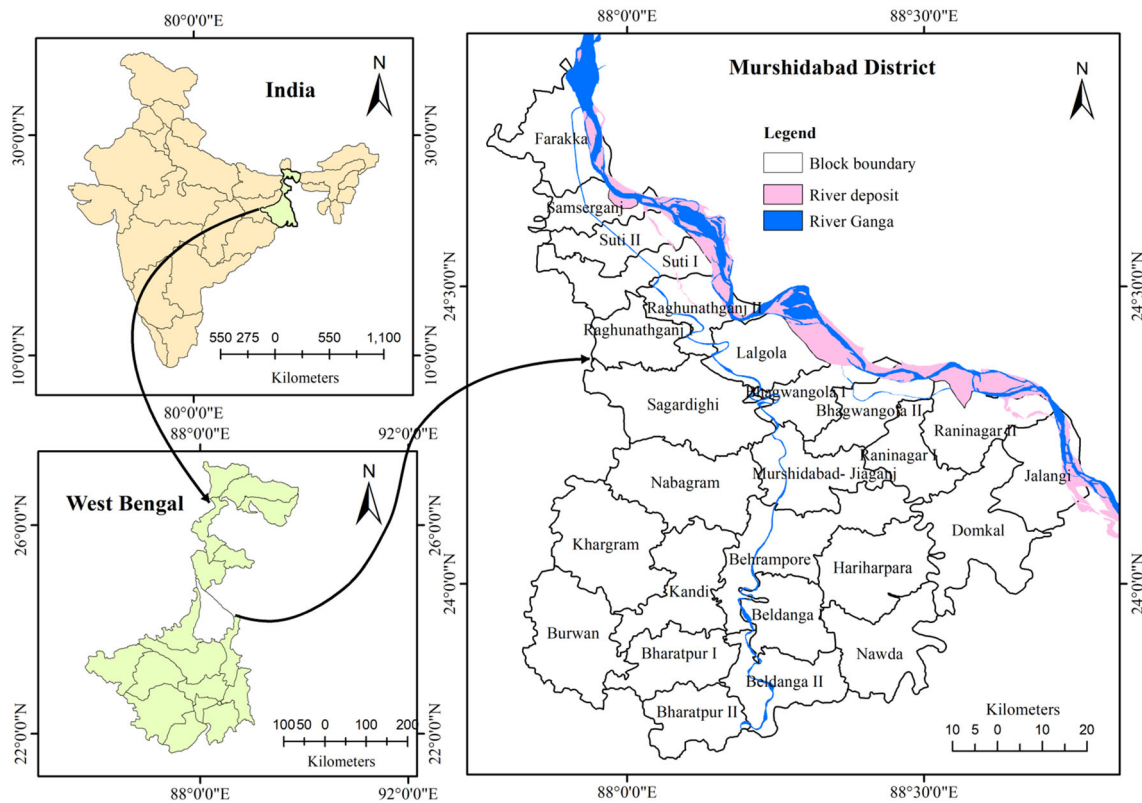 80°0'0"E
India
N
30°0'0"N
30°0'0"N
10°0'0"N
10°0'0"N
550 275 0 550 1,100
Kilometers
80°0'0"E
88°0'0"E 92°0'0"E
West Bengal
N
26°0'0"N
26°0'0"N
22°0'0"N
22°0'0"N
10050 0 100 200
Kilometers
88°0'0"E 92°0'0"E
88°0'0"E 88°30'0"E
Murshidabad District
N
Legend
Block boundary
River deposit
River Ganga
Farakka
Samserganj
Suti II
Suti I
24°30'0"N
24°30'0"N
Raghunathganj II
Raghunathganj I
Lalgola
Bhagwangola I
Sagardighi
Bhagwangola II
Raninagar II
Raninagar I
Murshidabad- Jiaganj
Jalangi
Nabagram
Domkal
Khargram
Behrampore
Hariharpara
24°0'0"N
24°0'0"N
Kandi
Beldanga
Burwan
Bharatpur I
Nawda
Beldanga II
Bharatpur II
Kilometers
10 5 0 10 20
88°0'0"E 88°30'0"E